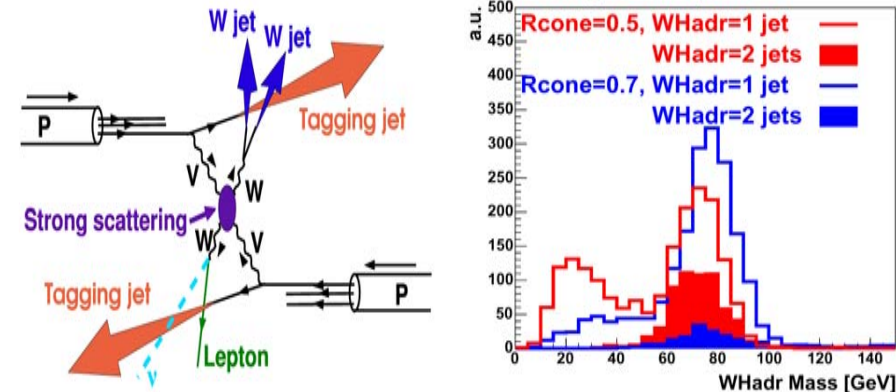 W jet
W jet
Tagging jet
P
V
W
Strong scattering
W
V
Tagging jet
P
Lepton
ν
a.u.
500
450
400
350
300
250
200
150
100
50
0
Rcone=0.5, WHadr=1 jet
WHadr=2 jets
Rcone=0.7, WHadr=1 jet
WHadr=2 jets
0 20 40 60 80 100 120 140
WHadr Mass [GeV]